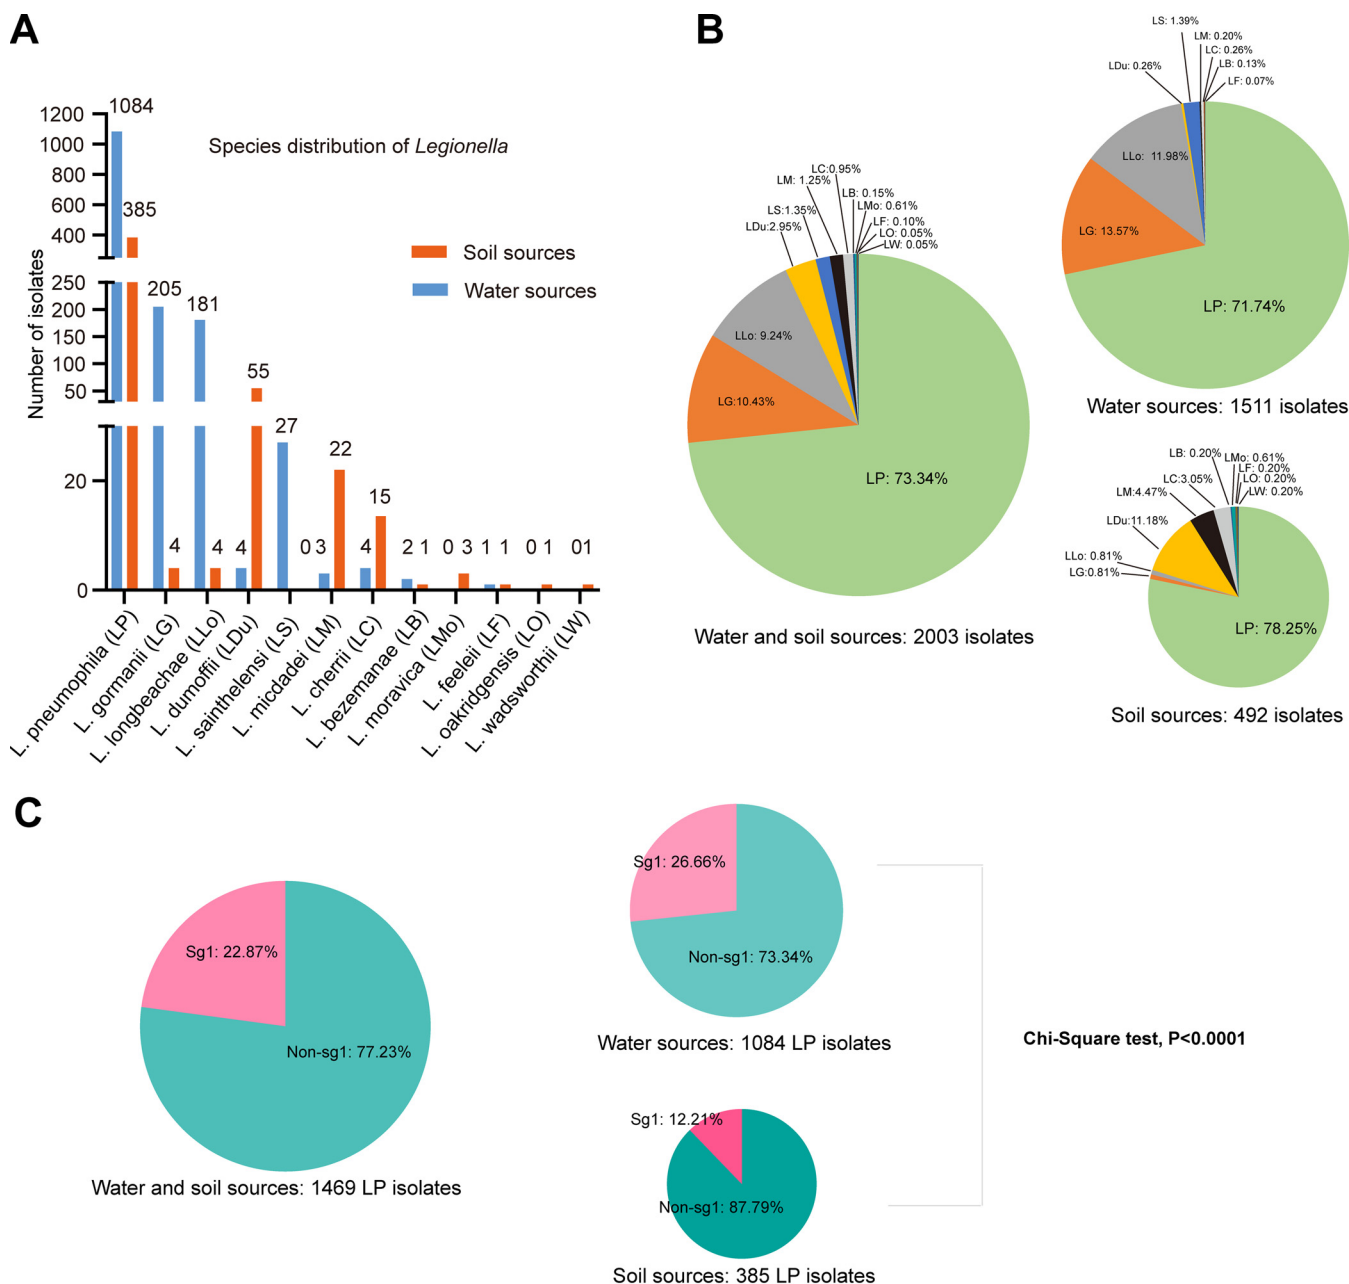 A
Species distribution of Legionella
Number of isolates
1200
1000
800
600
400
250
200
150
100
50
20
0
1084
385
205
4
181
4
4
55
27
0
3
22
4
15
2
1
0
3
1
1
0
1
0
1
Soil sources
Water sources
L. pneumophila (LP)
L. gormanii (LG)
L. longbeachae (LLo)
L. dumoffii (LDu)
L. sainthelensi (LS)
L. micdadei (LM)
L. cherrii (LC)
L. bezemanae (LB)
L. moravica (LMo)
L. feeleii (LF)
L. oakridgensis (LO)
L. wadsworthii (LW)
B
LC:0.95%
LM: 1.25%
LB: 0.15%
LMo: 0.61%
LS:1.35%
LF: 0.10%
LDu:2.95%
LO: 0.05%
LW: 0.05%
LLo: 9.24%
LG:10.43%
LP: 73.34%
Water and soil sources: 2003 isolates
LS: 1.39%
LM: 0.20%
LC: 0.26%
LDu: 0.26%
LB: 0.13%
LF: 0.07%
LLo: 11.98%
LG: 13.57%
LP: 71.74%
Water sources: 1511 isolates
LB: 0.20%
LMo: 0.61%
LF: 0.20%
LC:3.05%
LO: 0.20%
LM:4.47%
LW: 0.20%
LDu:11.18%
LLo: 0.81%
LG:0.81%
LP: 78.25%
Soil sources: 492 isolates
C
Sg1: 22.87%
Non-sg1: 77.23%
Water and soil sources: 1469 LP isolates
Sg1: 26.66%
Non-sg1: 73.34%
Water sources: 1084 LP isolates
Sg1: 12.21%
Non-sg1: 87.79%
Soil sources: 385 LP isolates
Chi-Square test, P<0.0001